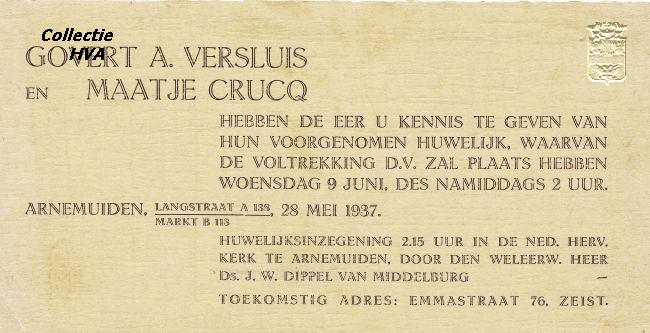 Collectie
HVA
GOVERT A. VERSLUIS
EN MAATJE CRUCQ
HEBBEN DE EER U KENNIS TE GEVEN VAN
HUN VOORGENOMEN HUWELIJK, WAARVAN
DE VOLTREKKING D.V. ZAL PLAATS HEBBEN
WOENSDAG 9 JUNI, DES NAMIDDAGS 2 UUR.
ARNEMUIDEN, LANGSTRAAT A 138, 28 MEI 1937.
MARKT B 113
HUWELIJKSINZEGENING 2.15 UUR IN DE NED. HERV.
KERK TE ARNEMUIDEN, DOOR DEN WELEERW. HEER
Ds. J. W. DIPPEL VAN MIDDELBURG –
TOEKOMSTIG ADRES: EMMASTRAAT 76, ZEIST.